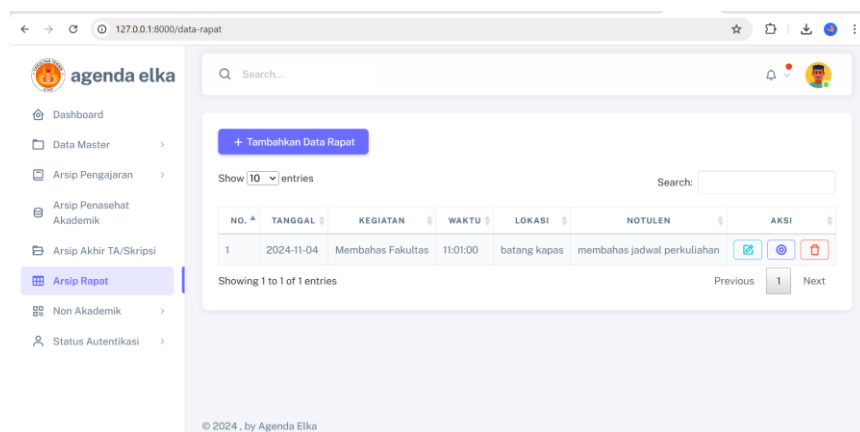 127.0.0.1:8000/data-rapat
agenda elka
Search...
Dashboard
Data Master
Arsip Pengajaran
Arsip Penasehat
Akademik
Arsip Akhir TA/Skripsi
Arsip Rapat
Non Akademik
Status Autentikasi
+ Tambahkan Data Rapat
Show 10 entries
Search:
NO. TANGGAL KEGIATAN WAKTU LOKASI NOTULEN AKSI
1 2024-11-04 Membahas Fakultas 11:01:00 batang kapas membahas jadwal perkuliahan
Showing 1 to 1 of 1 entries
Previous 1 Next
© 2024 , by Agenda Elka